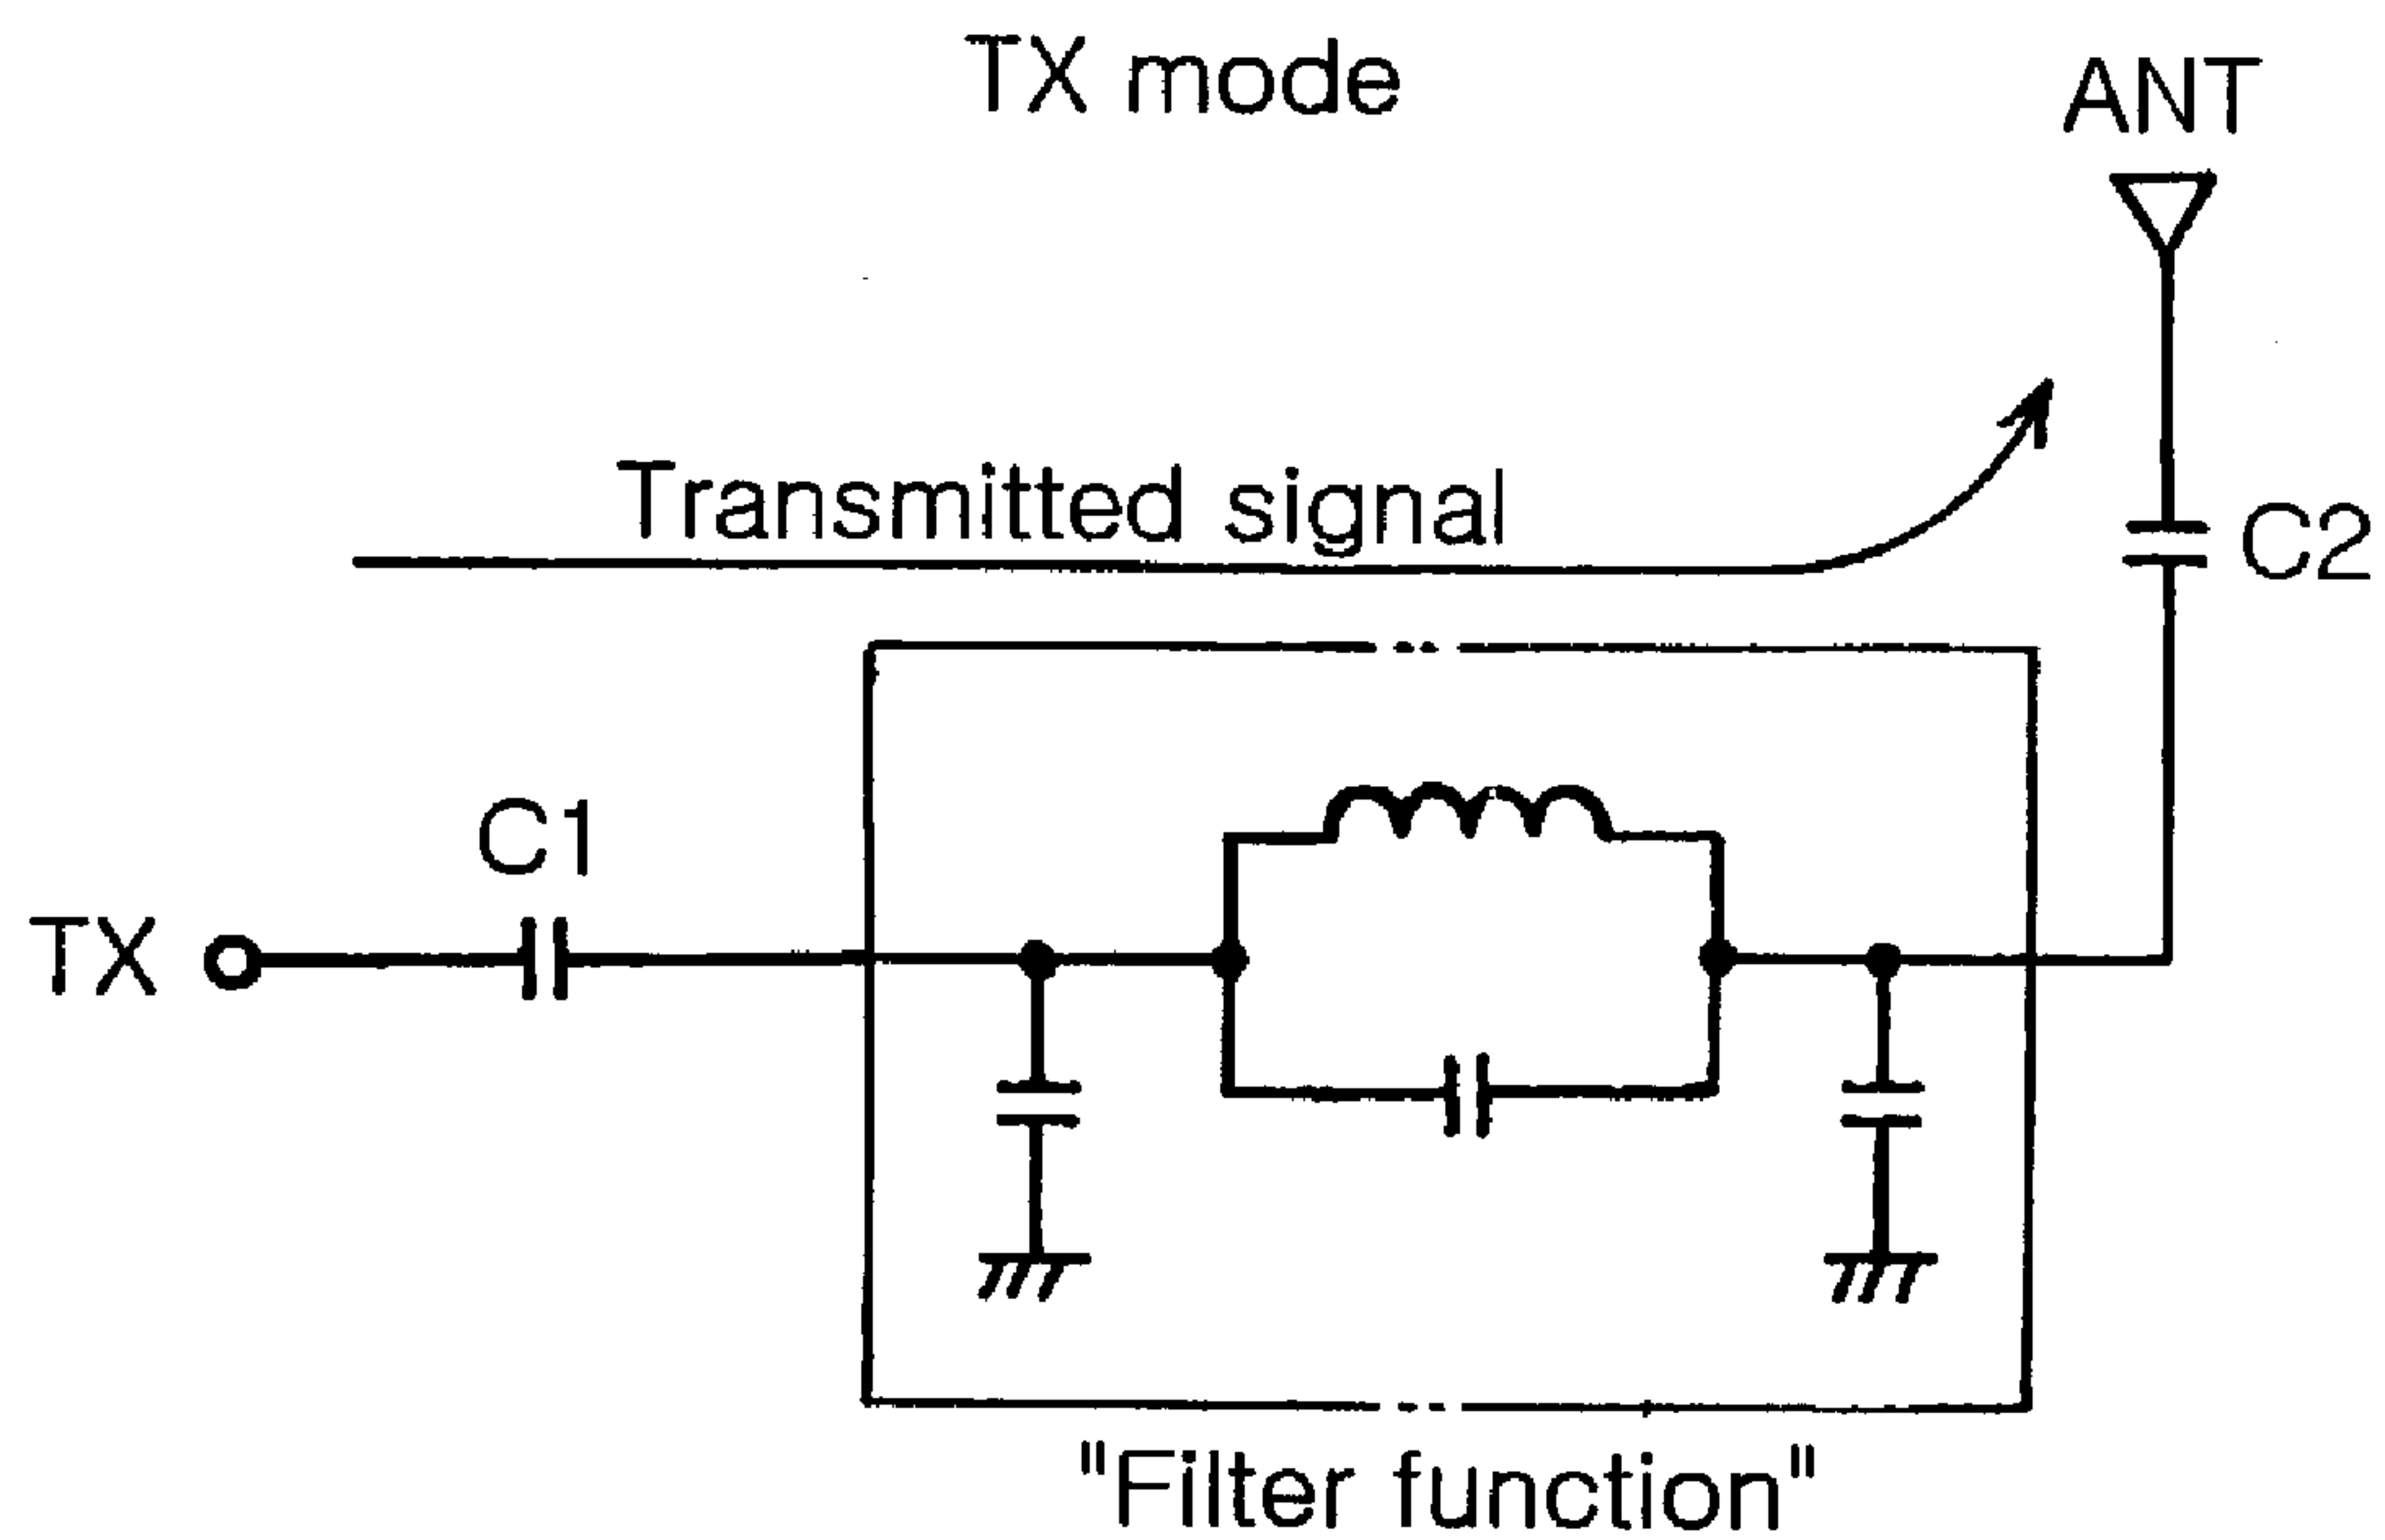 TX mode
ANT
Transmitted signal
C2
C1
TX
"Filter function"